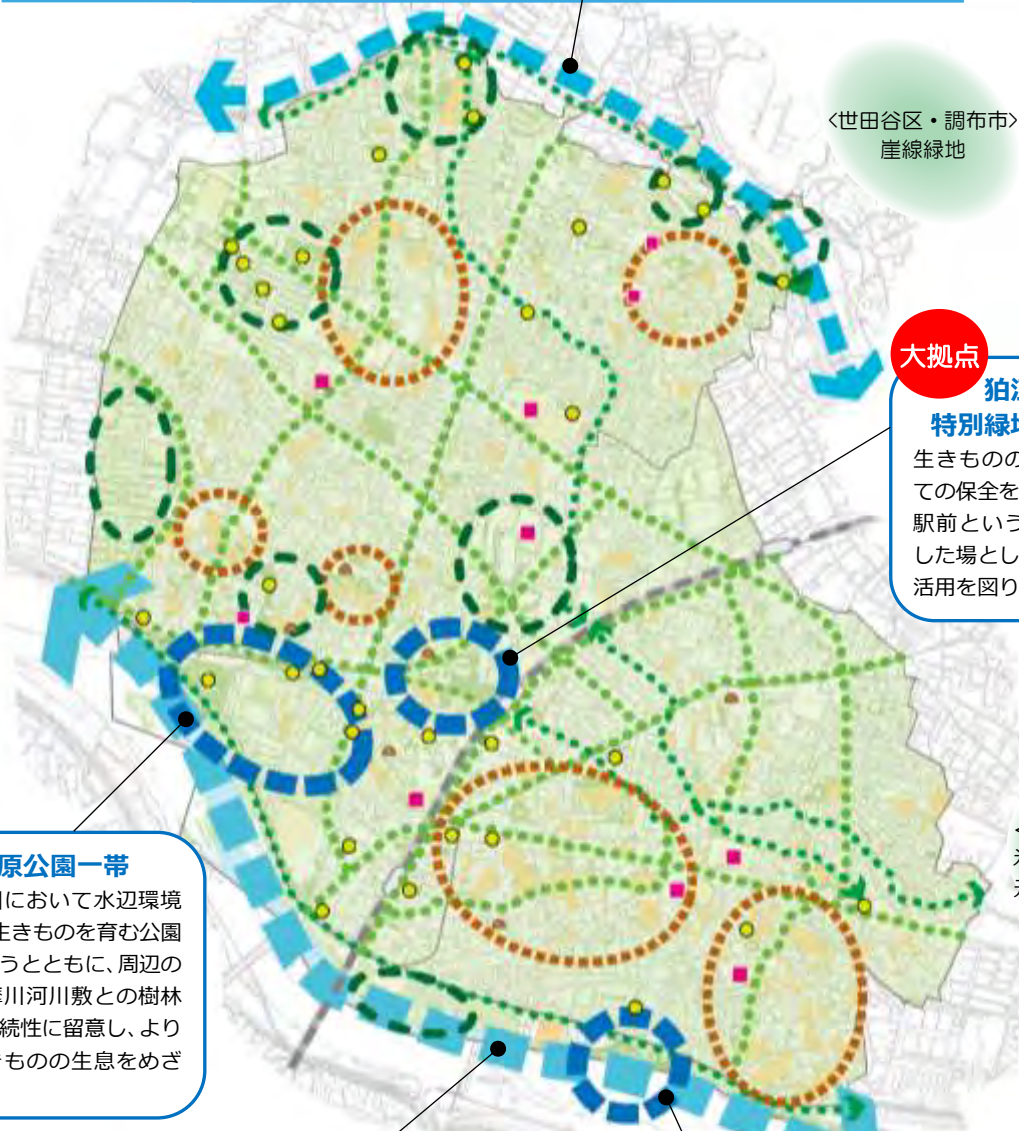 <世田谷区・調布市>
崖線緑地
大拠点
狛江
特別緑地
生きものの
ての保全を
駅前という
した場とし
活用を図り
原公園一帯
において水辺環境
生きものを育む公園
うとともに、周辺の
川河川敷との樹林
続性に留意し、より
きものの生息をめざ